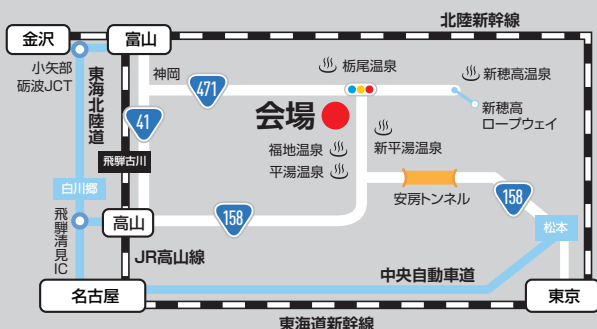 北陸新幹線
金沢
富山
小矢部
砺波JCT
東海北陸道
神岡
471
41
栃尾温泉
新穂高温泉
新穂高
ロープウェイ
会場
福地温泉
平湯温泉
新平湯温泉
飛騨古川
白川郷
安房トンネル
158
158
高山
飛騨清見IC
松本
JR高山線
中央自動車道
名古屋
東京
東海道新幹線